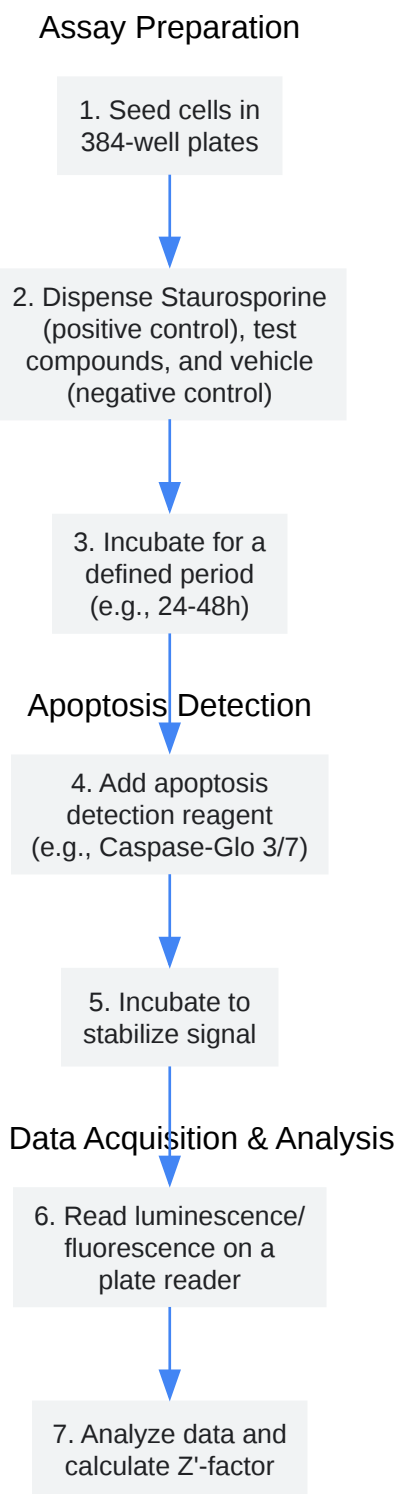 Assay Preparation
1. Seed cells in
384-well plates
2. Dispense Staurosporine
(positive control), test
compounds, and vehicle
(negative control)
3. Incubate for a
defined period
(e.g., 24-48h)
Apoptosis Detection
4. Add apoptosis
detection reagent
(e.g., Caspase-Glo 3/7)
5. Incubate to
stabilize signal
Data Acquisition & Analysis
6. Read luminescence/
fluorescence on a
plate reader
7. Analyze data and
calculate Z'-factor